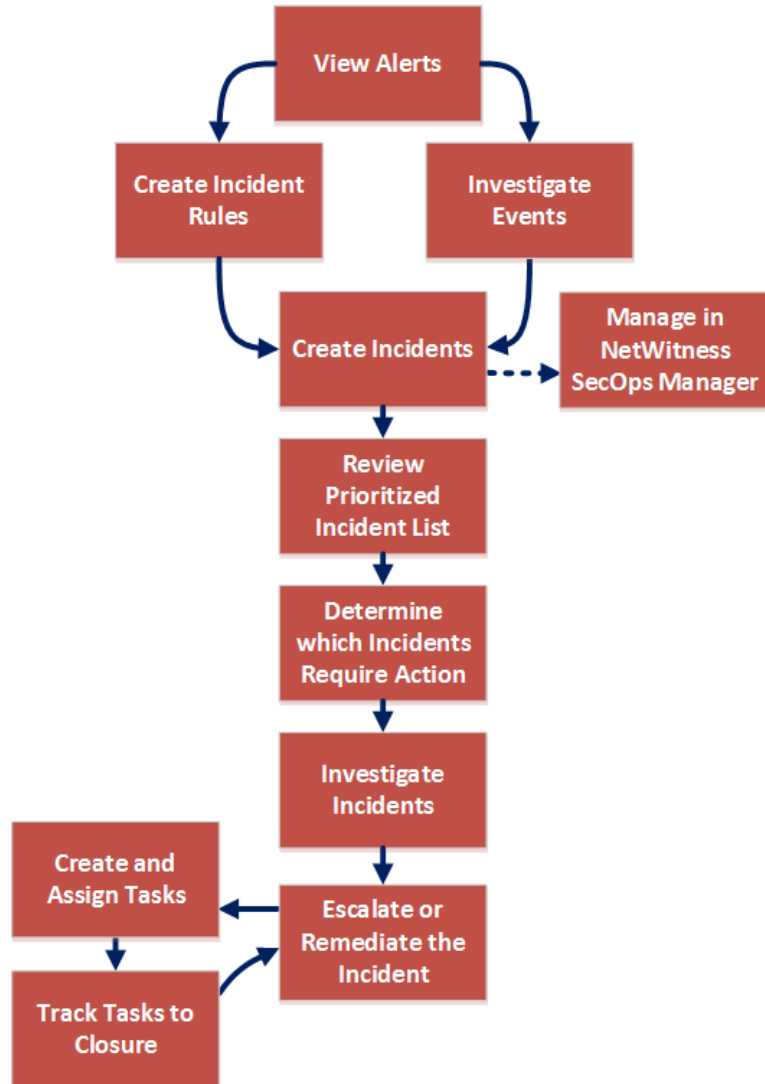 View Alerts
Create Incident
Rules
Investigate
Events
Create Incidents
Manage in
NetWitness
SecOps Manager
Review
Prioritized
Incident List
Determine
which Incidents
Require Action
Investigate
Incidents
Create and
Assign Tasks
Escalate or
Remediate the
Incident
Track Tasks to
Closure